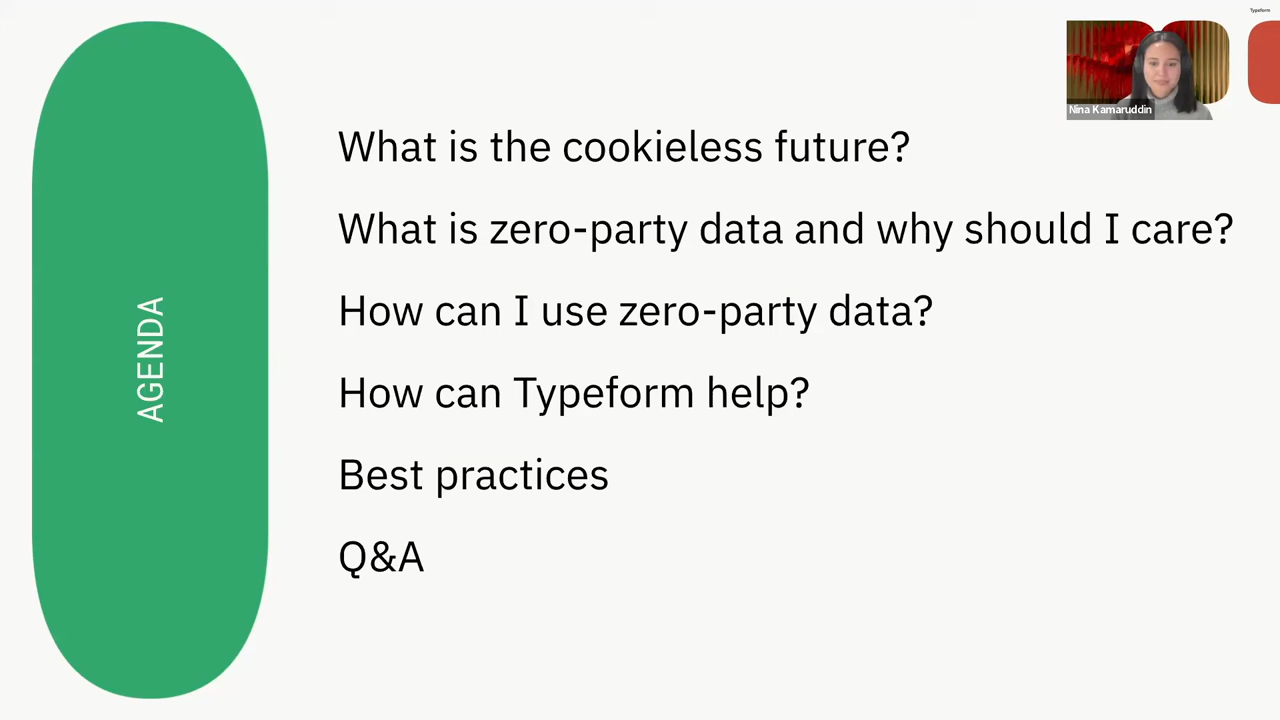 Typeform
Nina Kamaruddin
AGENDA
What is the cookieless future?
What is zero-party data and why should I care?
How can I use zero-party data?
How can Typeform help?
Best practices
Q&A